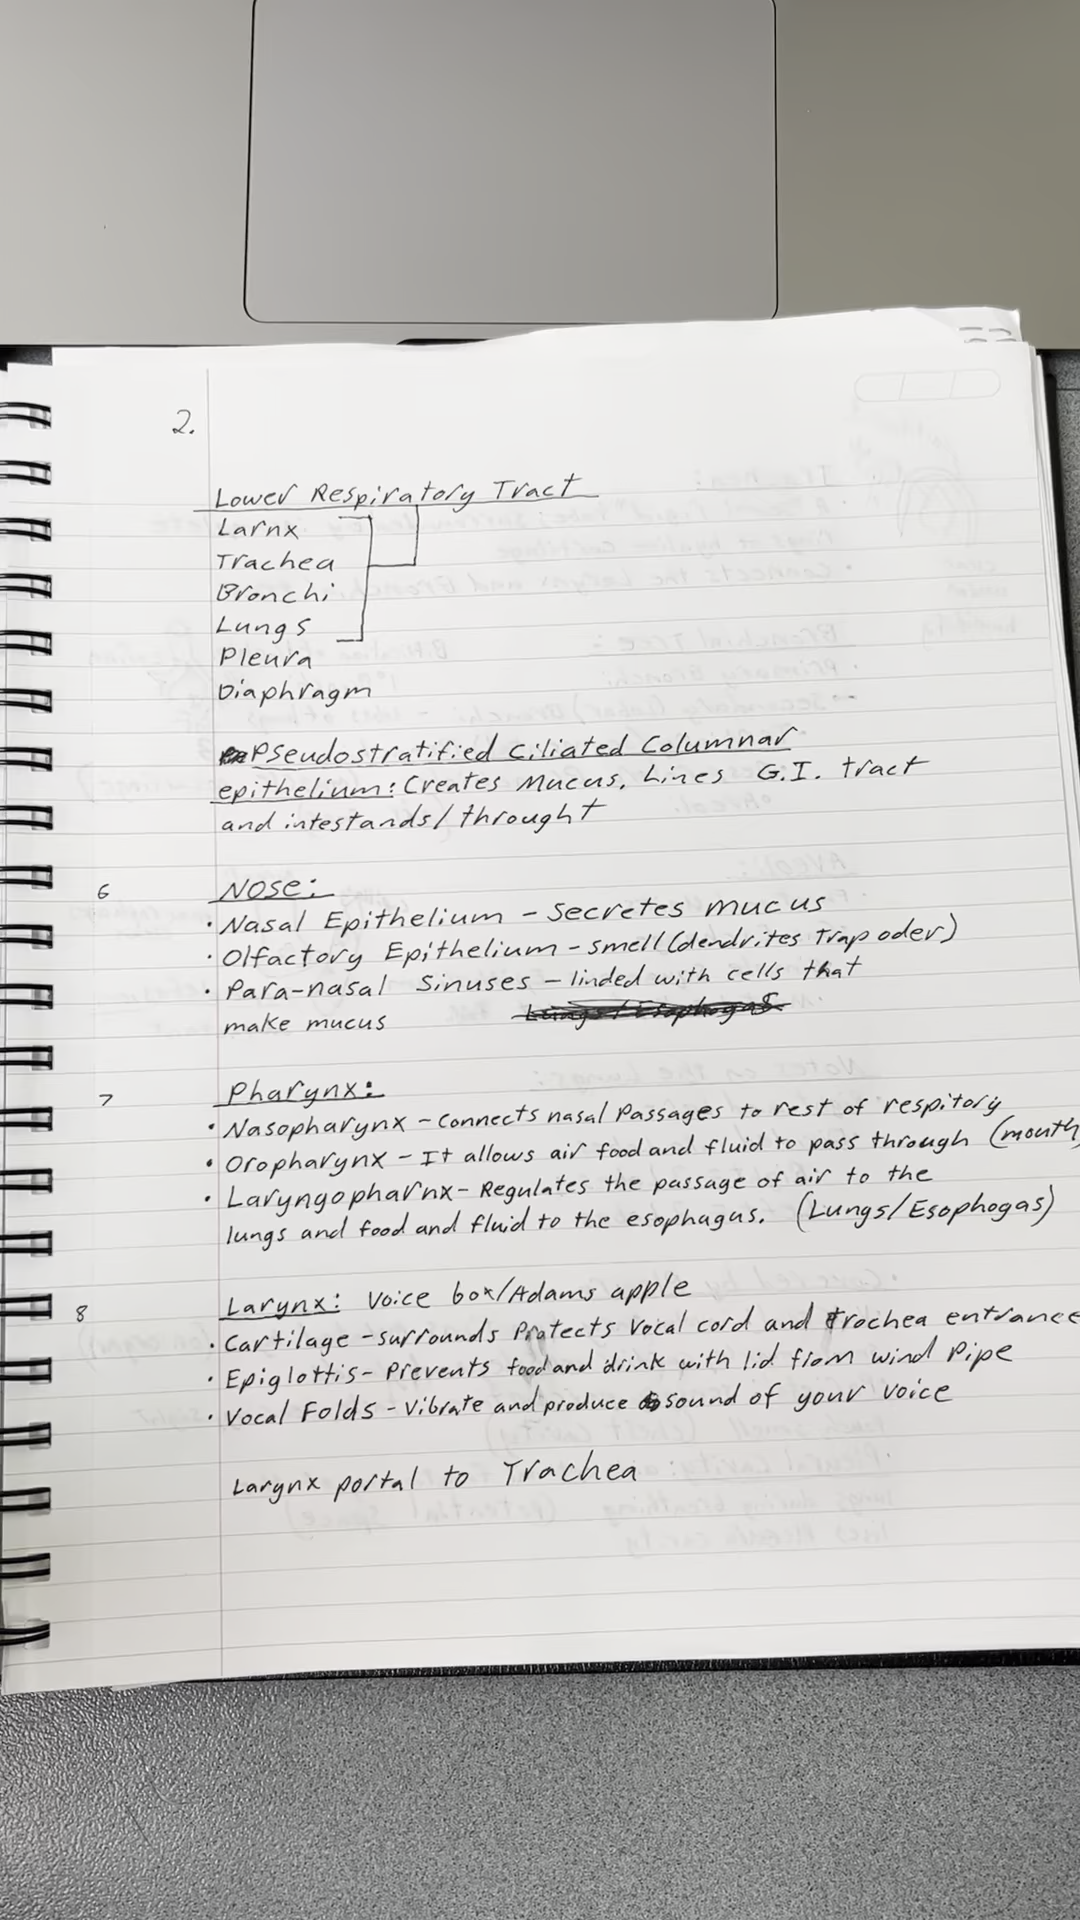 2.
Lower Respiratory Tract
Larnx
Trachea
Bronchi
Lungs
Pleura
Diaphragm
Pseudostratified Ciliated Columnar
epithelium: Creates Mucus, Lines G.I. tract
and intestands/throught
6 Nose:
• Nasal Epithelium - Secretes mucus
• Olfactory Epithelium - smell (dendrites Trap oder)
• Para-nasal Sinuses - linded with cells that
make mucus
7 Pharynx:
• Nasopharynx - Connects nasal Passages to rest of respitory
• Oropharynx - It allows air food and fluid to pass through (mouth)
• Laryngopharnx - Regulates the passage of air to the
lungs and food and fluid to the esophagus. (Lungs/Esophogas)
8 Larynx: Voice box/Adams apple
• Cartilage - surrounds Protects Vocal cord and trochea entrance
• Epiglottis - Prevents food and drink with lid from wind Pipe
• Vocal Folds - Vibrate and produce sound of your voice
Larynx portal to Trachea